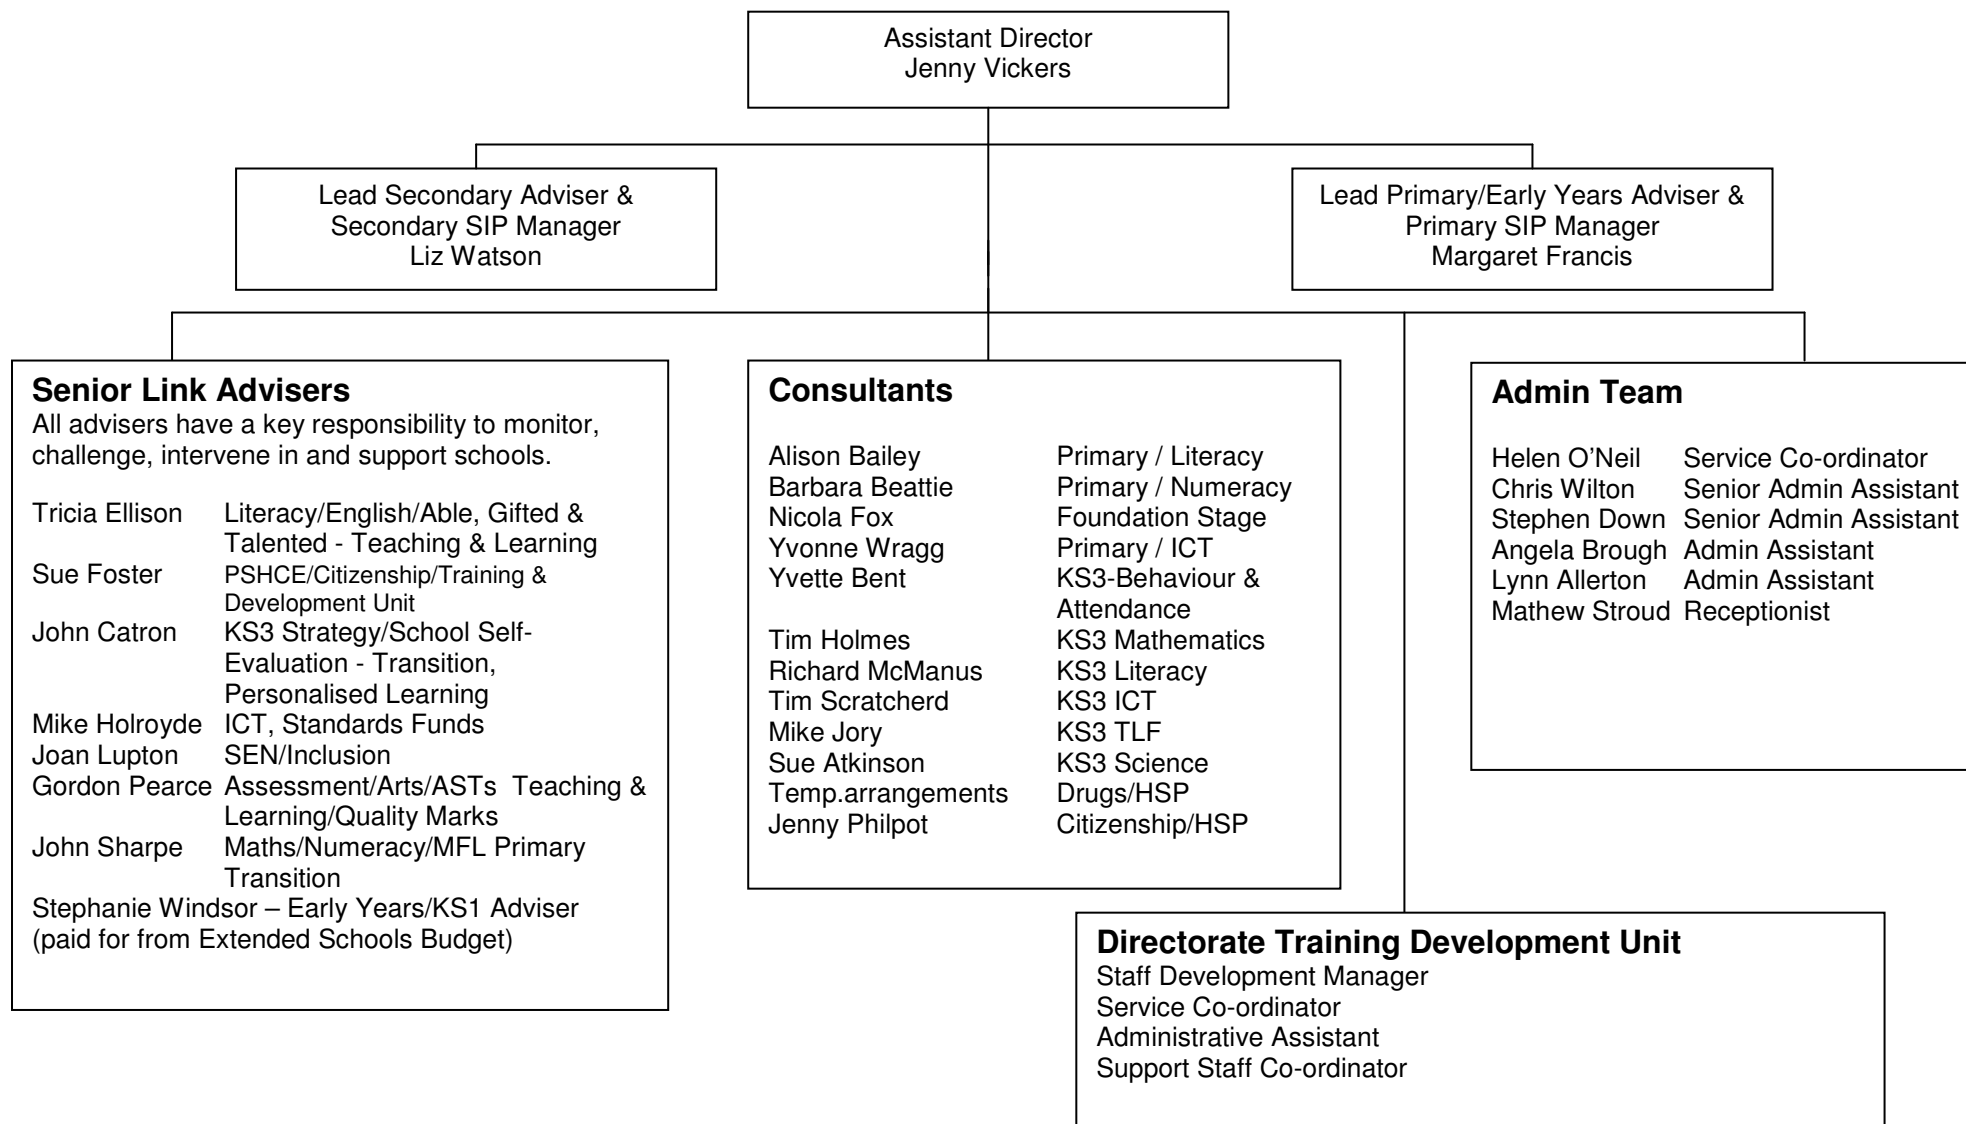 Assistant Director
Jenny Vickers
Lead Secondary Adviser &
Secondary SIP Manager
Liz Watson
Lead Primary/Early Years Adviser &
Primary SIP Manager
Margaret Francis
Senior Link Advisers
All advisers have a key responsibility to monitor,
challenge, intervene in and support schools.
Tricia Ellison Literacy/English/Able, Gifted &
Talented - Teaching & Learning
Sue Foster PSHCE/Citizenship/Training &
Development Unit
John Catron KS3 Strategy/School Self-
Evaluation - Transition,
Personalised Learning
Mike Holroyde ICT, Standards Funds
Joan Lupton SEN/Inclusion
Gordon Pearce Assessment/Arts/ASTs Teaching &
Learning/Quality Marks
John Sharpe Maths/Numeracy/MFL Primary
Transition
Stephanie Windsor – Early Years/KS1 Adviser
(paid for from Extended Schools Budget)
Consultants
Alison Bailey Primary / Literacy
Barbara Beattie Primary / Numeracy
Nicola Fox Foundation Stage
Yvonne Wragg Primary / ICT
Yvette Bent KS3-Behaviour &
Attendance
Tim Holmes KS3 Mathematics
Richard McManus KS3 Literacy
Tim Scratcherd KS3 ICT
Mike Jory KS3 TLF
Sue Atkinson KS3 Science
Temp.arrangements Drugs/HSP
Jenny Philpot Citizenship/HSP
Admin Team
Helen O’Neil Service Co-ordinator
Chris Wilton Senior Admin Assistant
Stephen Down Senior Admin Assistant
Angela Brough Admin Assistant
Lynn Allerton Admin Assistant
Mathew Stroud Receptionist
Directorate Training Development Unit
Staff Development Manager
Service Co-ordinator
Administrative Assistant
Support Staff Co-ordinator